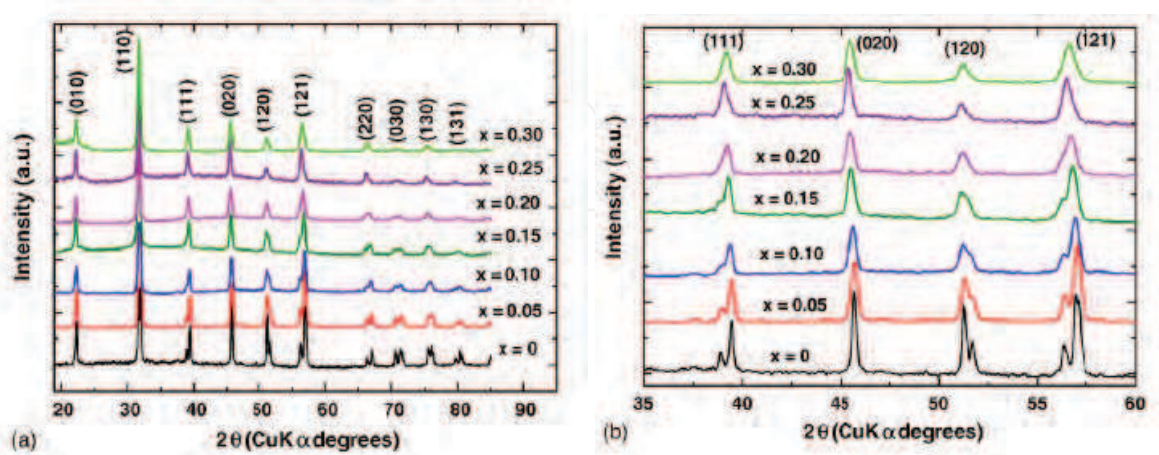 (010)
(110)
(111)
(020)
(120)
(121)
(220)
(030)
(130)
(131)
x = 0.30
x = 0.25
x = 0.20
x = 0.15
x = 0.10
x = 0.05
x = 0
Intensity (a.u.)
20 30 40 50 60 70 80 90
2θ(CuK α degrees)
(a)
(111)
(020)
(120)
(121)
x = 0.30
x = 0.25
x = 0.20
x = 0.15
x = 0.10
x = 0.05
x = 0
Intensity (a.u.)
35 40 45 50 55 60
2θ(CuK α degrees)
(b)